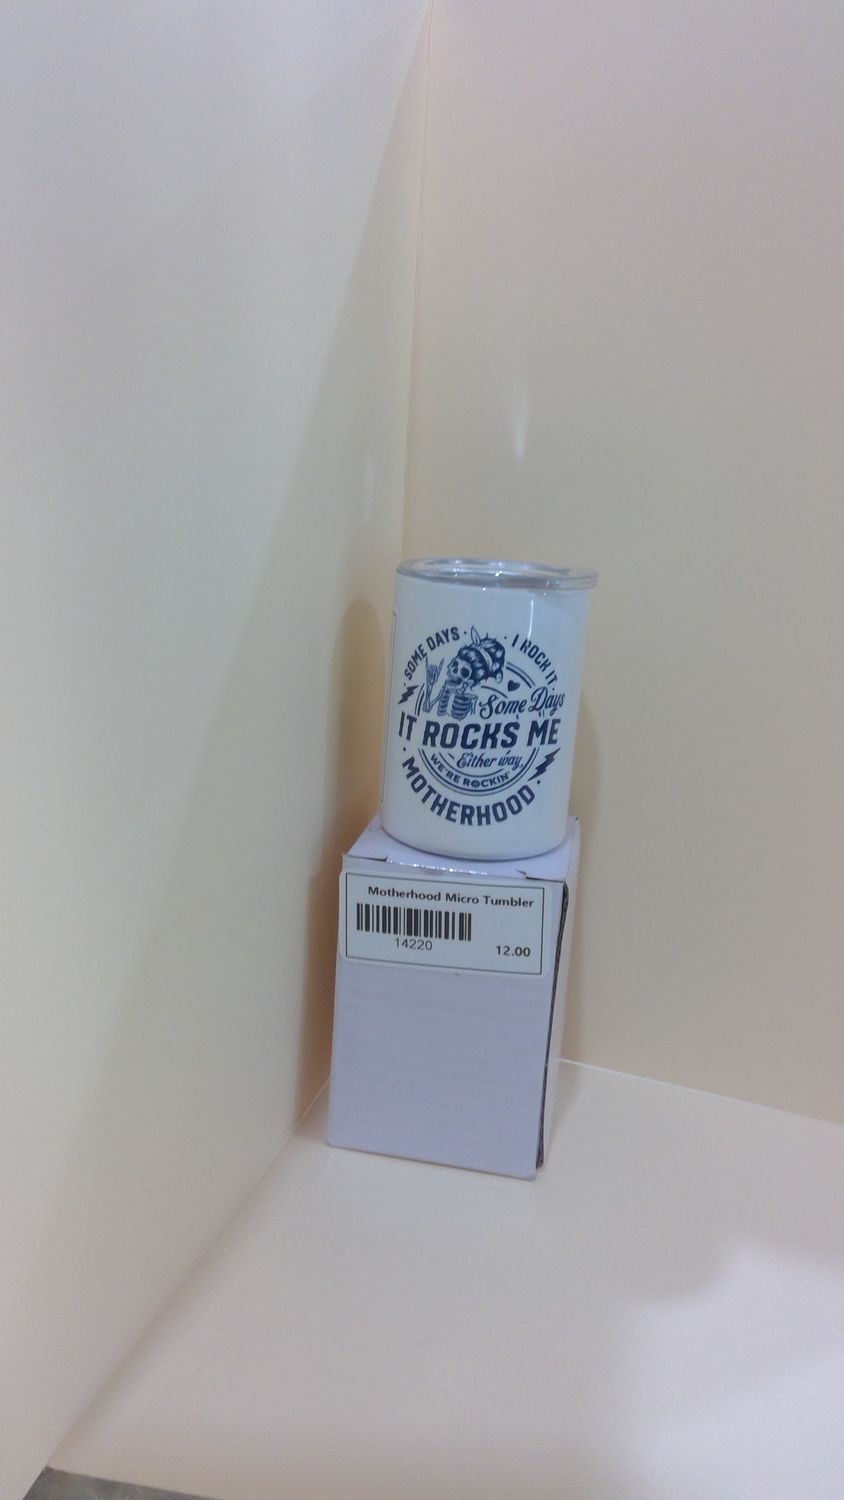 · SOME DAYS ·
· I ROCK IT ·
Some Days
IT ROCKS ME
Either way,
WE'RE ROCKIN'
· MOTHERHOOD ·
Motherhood Micro Tumbler
14220
12.00